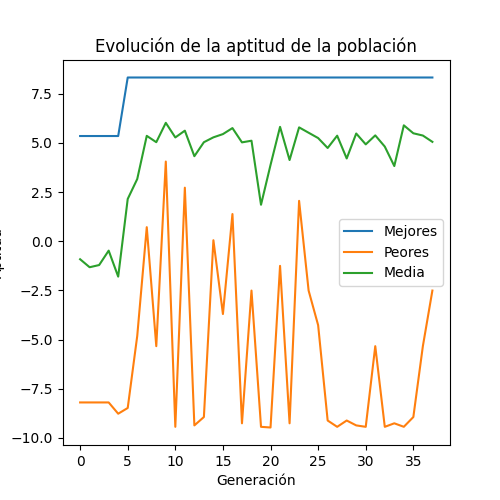 Evolución de la aptitud de la población
7.5
5.0
2.5
0.0
−2.5
−5.0
−7.5
−10.0
Mejores
Peores
Media
0 5 10 15 20 25 30 35
Generación